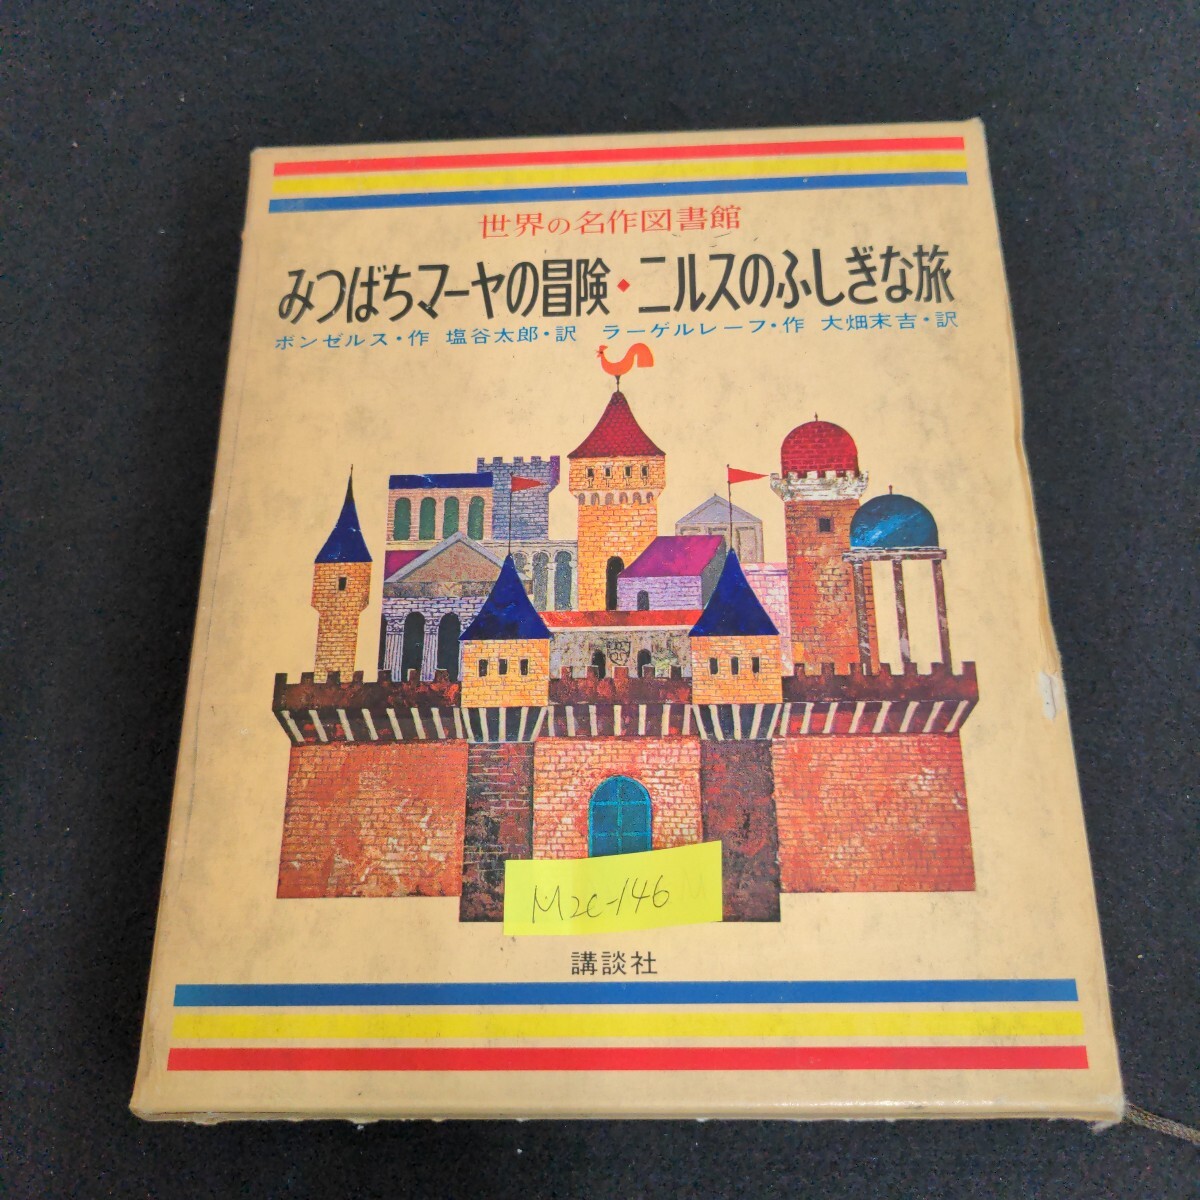 世界の名作図書館
みつばちマーヤの冒険・ニルスのふしぎな旅
ボンゼルス・作 塩谷太郎・訳 ラーゲルレーフ・作 大畑末吉・訳
M2C-146
講談社